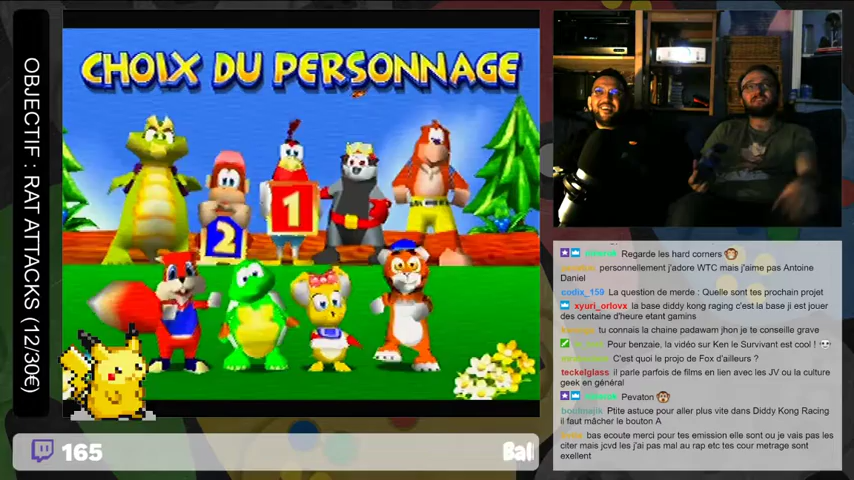 OBJECTIF : RAT ATTACKS (12/30€)
CHOIX DU PERSONNAGE
2
1
165
Bal
Regarde les hard corners
personnellement j'adore WTC mais j'aime pas Antoine
Daniel
codix_159 La question de merde : Quelle sont tes prochain projet
xyuri_orlovx la base diddy kong raging c'est la base ji est jouer
des centaine d'heure etant gamins
tu connais la chaine padawam jhon je te conseille grave
Pour benzaie, la vidéo sur Ken le Survivant est cool !
C'est quoi le projo de Fox d'ailleurs ?
teckelglass il parle parfois de films en lien avec les JV ou la culture
geek en général
Pevaton
Ptite astuce pour aller plus vite dans Diddy Kong Racing
il faut mâcher le bouton A
bas ecoute merci pour tes emission elle sont ou je vais pas les
citer mais jcvd les j'ai pas mal au rap etc tes cour metrage sont
exellent